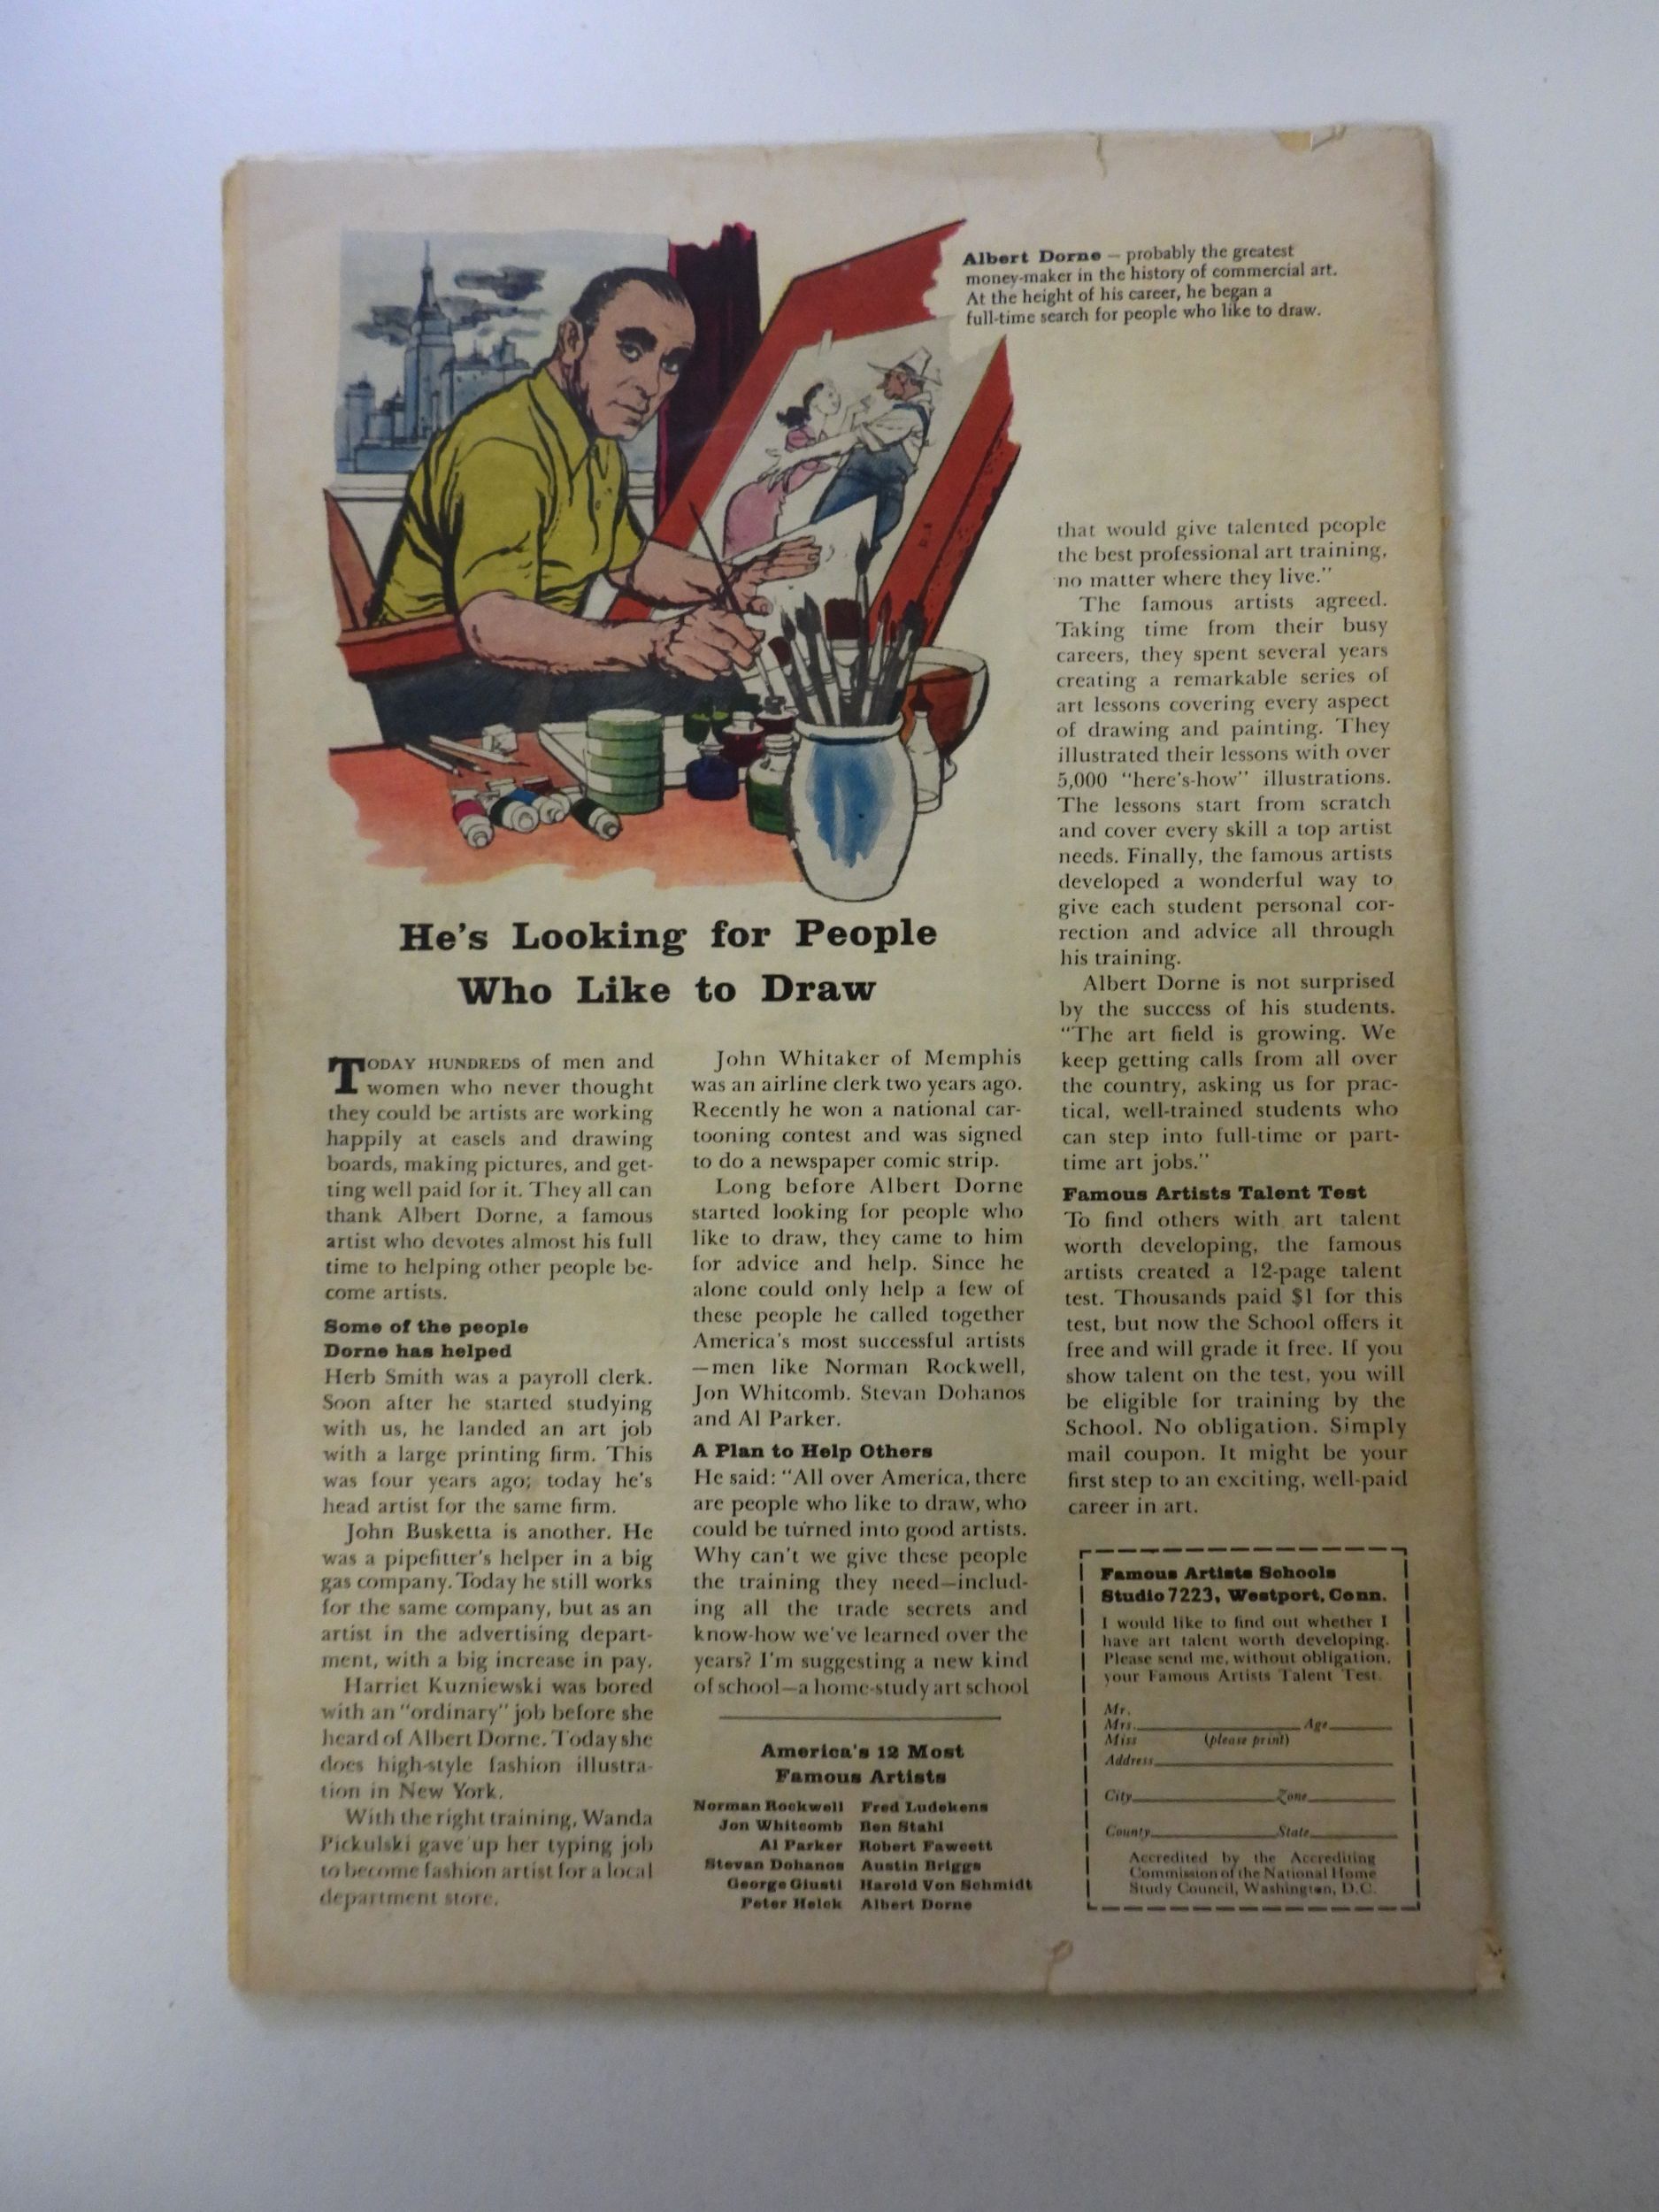 Albert Dorne — probably the greatest
money-maker in the history of commercial art.
At the height of his career, he began a
full-time search for people who like to draw.
He's Looking for People
Who Like to Draw
TODAY HUNDREDS of men and
women who never thought
they could be artists are working
happily at easels and drawing
boards, making pictures, and get-
ting well paid for it. They all can
thank Albert Dorne, a famous
artist who devotes almost his full
time to helping other people be-
come artists.
Some of the people
Dorne has helped
Herb Smith was a payroll clerk.
Soon after he started studying
with us, he landed an art job
with a large printing firm. This
was four years ago; today he's
head artist for the same firm.
John Busketta is another. He
was a pipefitter's helper in a big
gas company. Today he still works
for the same company, but as an
artist in the advertising depart-
ment, with a big increase in pay.
Harriet Kuzniewski was bored
with an "ordinary" job before she
heard of Albert Dorne. Today she
does high-style fashion illustra-
tion in New York.
With the right training, Wanda
Pickulski gave up her typing job
to become fashion artist for a local
department store.
John Whitaker of Memphis
was an airline clerk two years ago.
Recently he won a national car-
tooning contest and was signed
to do a newspaper comic strip.
Long before Albert Dorne
started looking for people who
like to draw, they came to him
for advice and help. Since he
alone could only help a few of
these people he called together
America's most successful artists
—men like Norman Rockwell,
Jon Whitcomb, Stevan Dohanos
and Al Parker.
A Plan to Help Others
He said: "All over America, there
are people who like to draw, who
could be turned into good artists.
Why can't we give these people
the training they need—includ-
ing all the trade secrets and
know-how we've learned over the
years? I'm suggesting a new kind
of school—a home-study art school
America's 12 Most
Famous Artists
Norman Rockwell Fred Ludekens
Jon Whitcomb Ben Stahl
Al Parker Robert Fawcett
Stevan Dohanos Austin Briggs
George Giusti Harold Von Schmidt
Peter Helck Albert Dorne
that would give talented people
the best professional art training,
no matter where they live."
The famous artists agreed.
Taking time from their busy
careers, they spent several years
creating a remarkable series of
art lessons covering every aspect
of drawing and painting. They
illustrated their lessons with over
5,000 "here's-how" illustrations.
The lessons start from scratch
and cover every skill a top artist
needs. Finally, the famous artists
developed a wonderful way to
give each student personal cor-
rection and advice all through
his training.
Albert Dorne is not surprised
by the success of his students.
"The art field is growing. We
keep getting calls from all over
the country, asking us for prac-
tical, well-trained students who
can step into full-time or part-
time art jobs."
Famous Artists Talent Test
To find others with art talent
worth developing, the famous
artists created a 12-page talent
test. Thousands paid $1 for this
test, but now the School offers it
free and will grade it free. If you
show talent on the test, you will
be eligible for training by the
School. No obligation. Simply
mail coupon. It might be your
first step to an exciting, well-paid
career in art.
Famous Artists Schools
Studio 7223, Westport, Conn.
I would like to find out whether I
have art talent worth developing.
Please send me, without obligation,
your Famous Artists Talent Test.
Mr.
Mrs. Age
Miss (please print)
Address
City Zone
County State
Accredited by the Accrediting
Commission of the National Home
Study Council, Washington, D.C.